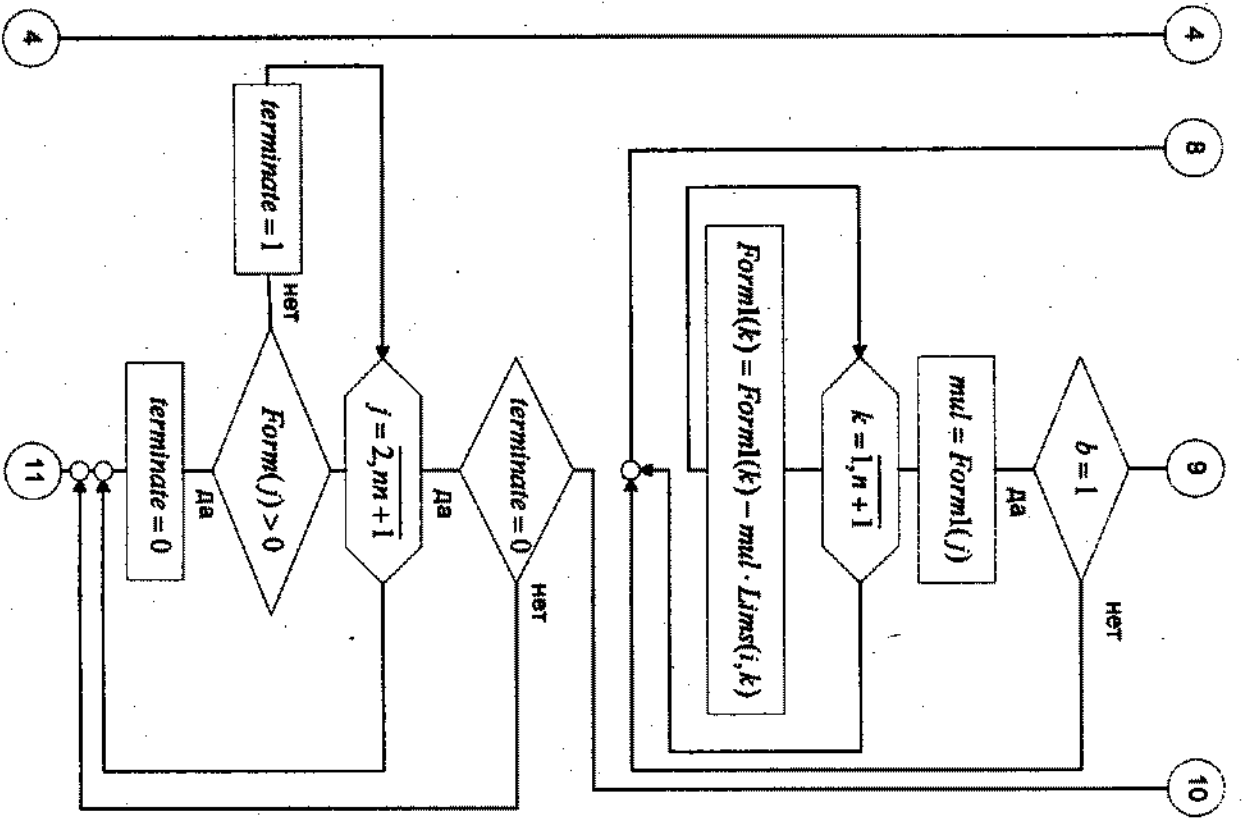 4
8
9
10
b = 1
нет
да
mul = Form1(j)
k = 1, n + 1
Form1(k) = Form1(k) − mul · Lims(i, k)
terminate = 0
нет
да
j = 2, nn + 1
Form(j) > 0
нет
да
terminate = 1
terminate = 0
4
11